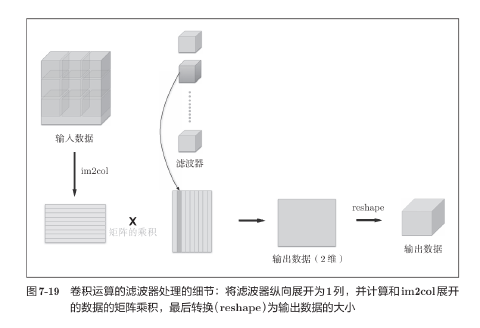 输入数据
滤波器
im2col
X
矩阵的乘积
reshape
输出数据（2维）
输出数据
图7-19 卷积运算的滤波器处理的细节：将滤波器纵向展开为1列，并计算和im2col展开
的数据的矩阵乘积，最后转换（reshape）为输出数据的大小